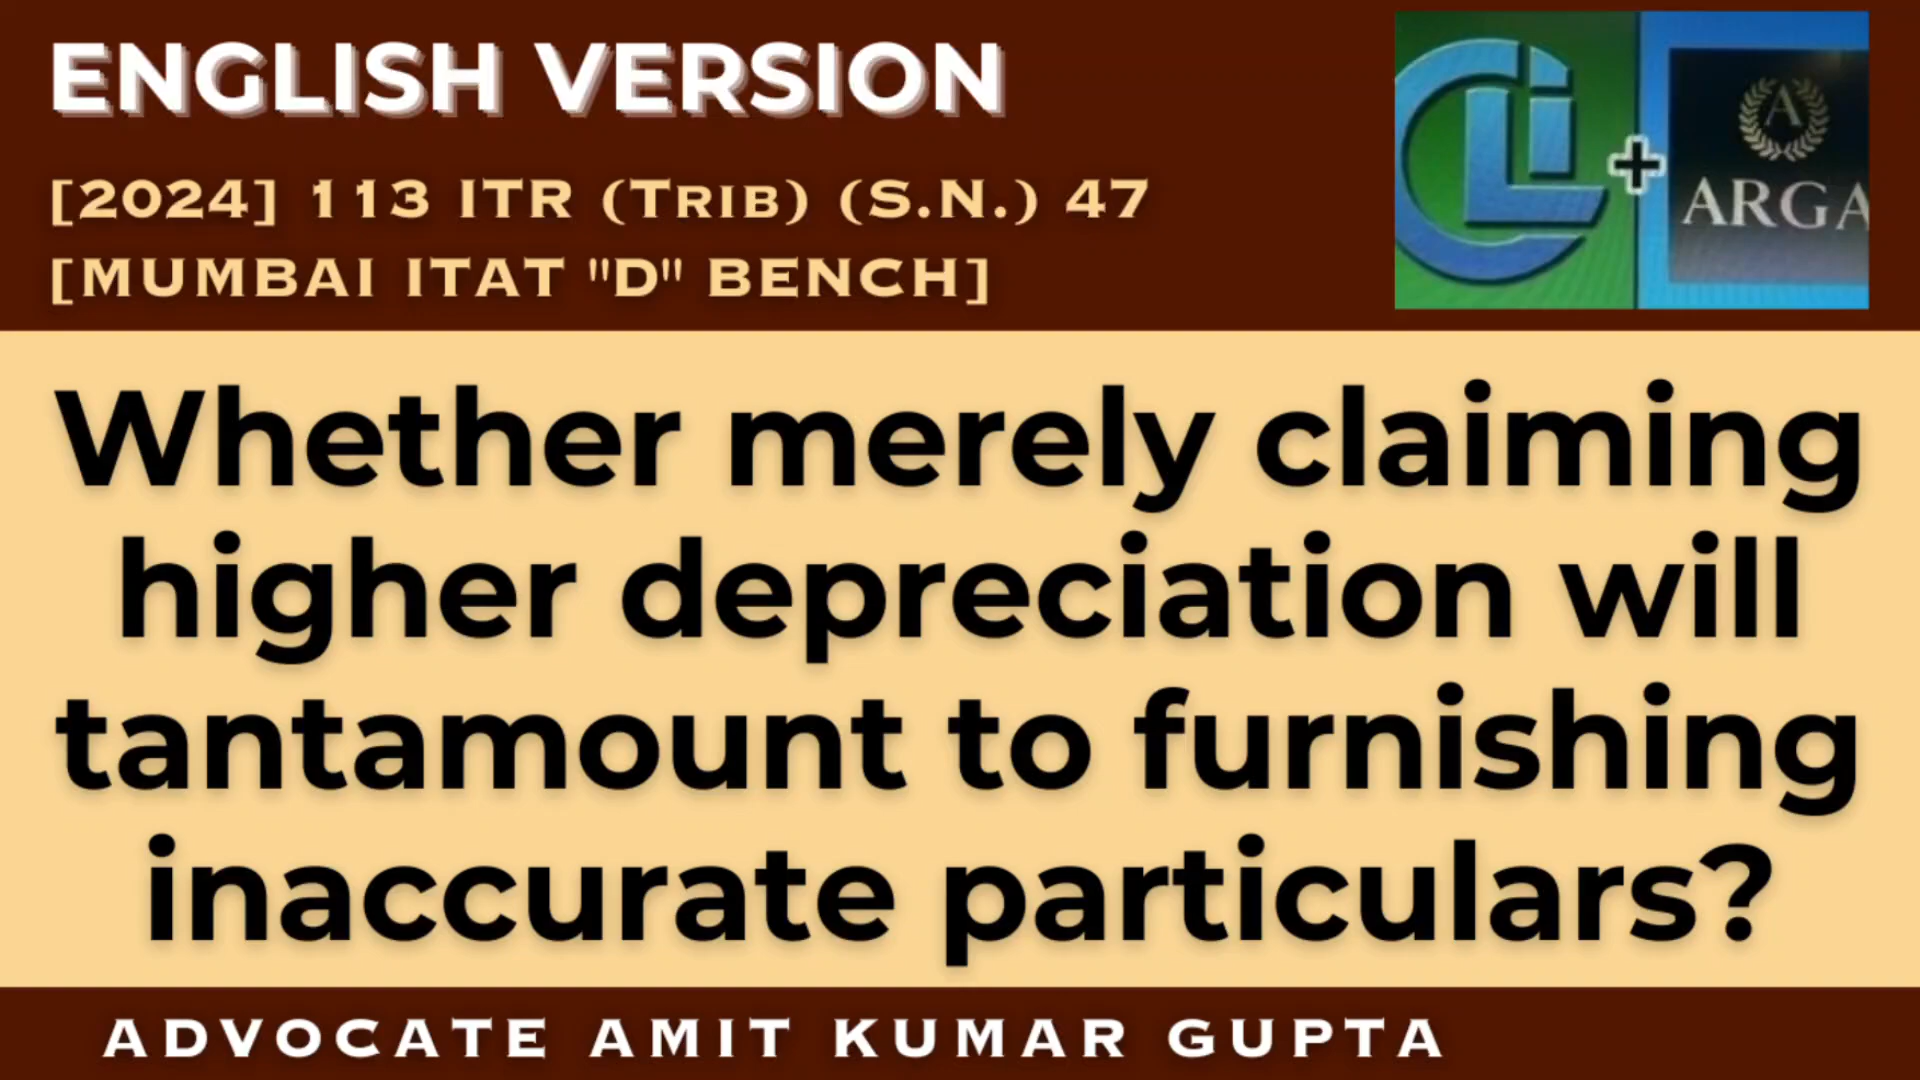 ENGLISH VERSION
[2024] 113 ITR (TRIB) (S.N.) 47
[MUMBAI ITAT "D" BENCH]
CLI
+
A
ARGA
Whether merely claiming
higher depreciation will
tantamount to furnishing
inaccurate particulars?
ADVOCATE AMIT KUMAR GUPTA